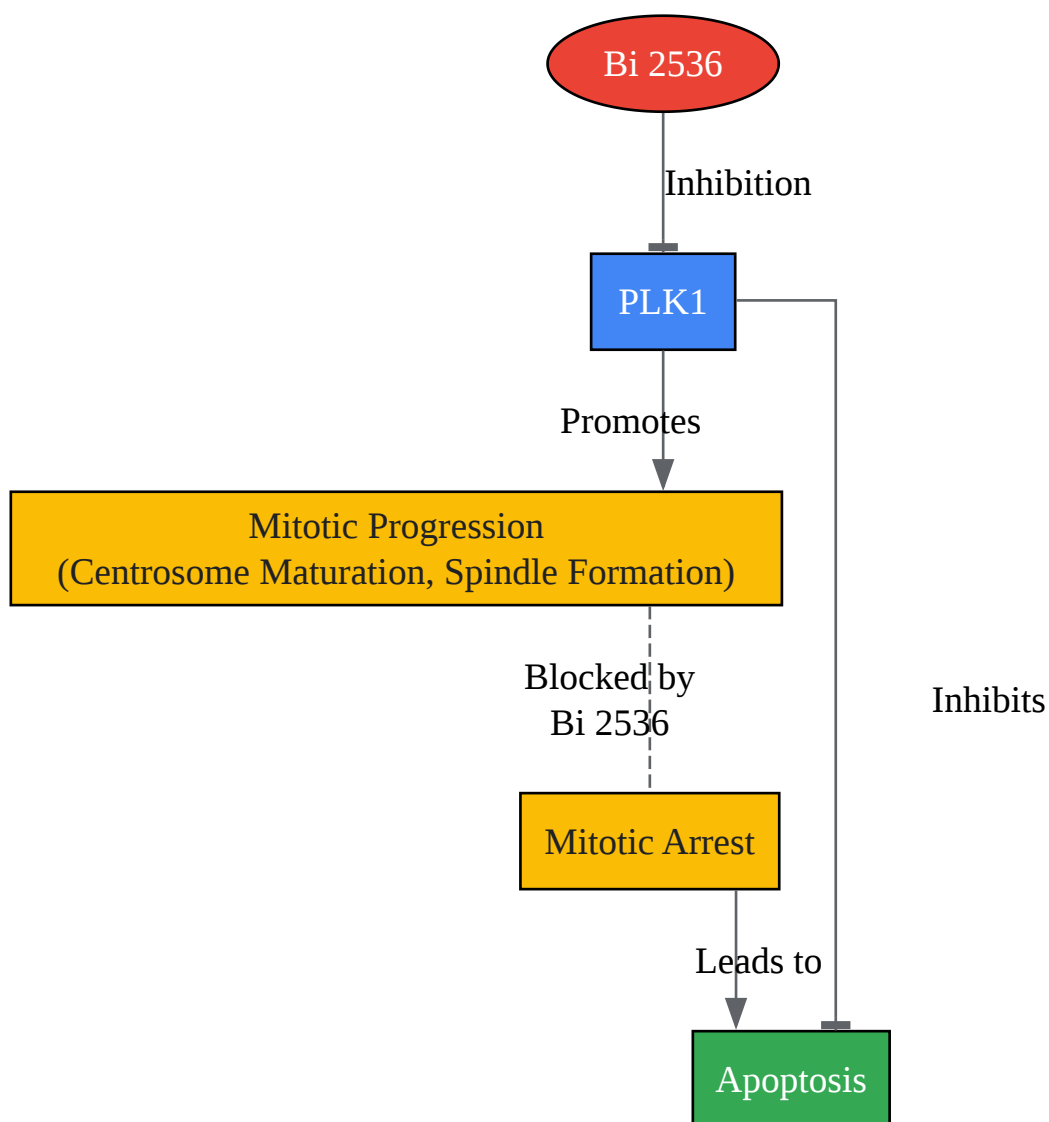 Bi 2536
Inhibition
PLK1
Promotes
Mitotic Progression
(Centrosome Maturation, Spindle Formation)
Blocked by
Bi 2536
Inhibits
Mitotic Arrest
Leads to
Apoptosis